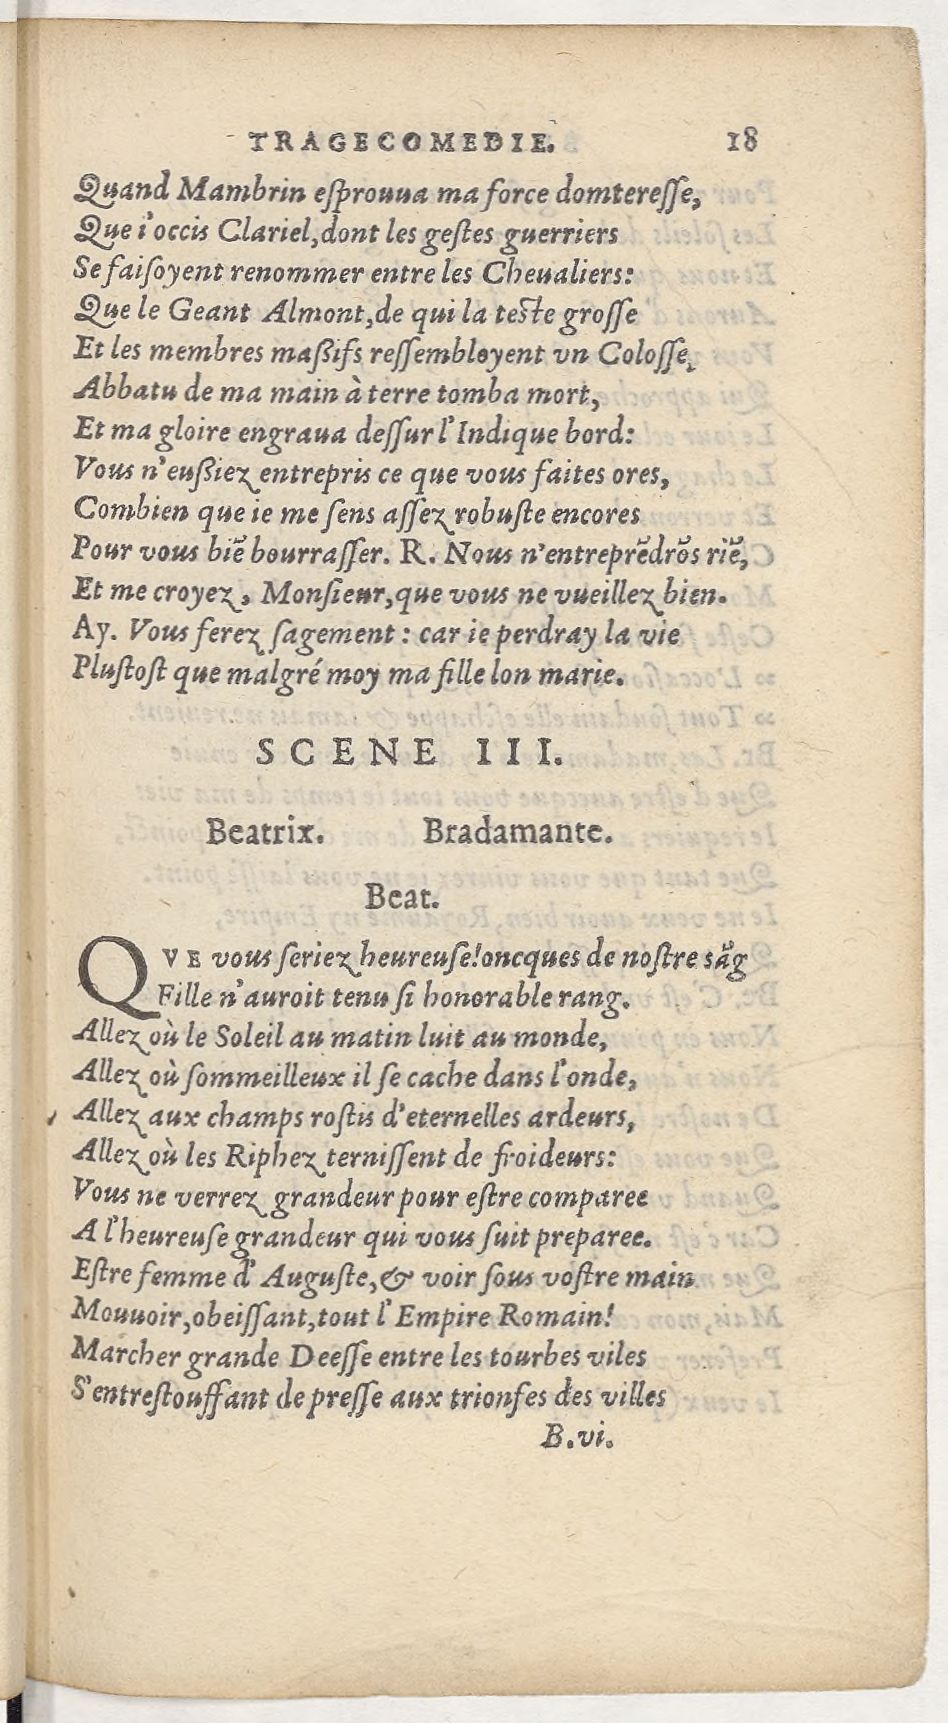 TRAGECOMEDIE. 18
Quand Mambrin eſprouua ma force domtereſſe,
Que i'occis Clariel, dont les geſtes guerriers
Se faiſoyent renommer entre les Cheualiers:
Que le Geant Almont, de qui la teſte groſſe
Et les membres maßifs reſſembloyent vn Coloſſe,
Abbatu de ma main à terre tomba mort,
Et ma gloire engraua deſſur l'Indique bord:
Vous n'eußiez entrepris ce que vous faites ores,
Combien que ie me ſens aſſez robuſte encores
Pour vous biē bourraſſer. R. Nous n'entreprēdrōs riē,
Et me croyez, Monſieur, que vous ne vueillez bien.
Ay. Vous ferez ſagement : car ie perdray la vie
Pluſtoſt que malgré moy ma fille lon marie.
SCENE III.
Beatrix. Bradamante.
Beat.
QVE vous ſeriez heureuſe! oncques de noſtre sāg
Fille n'auroit tenu ſi honorable rang.
Allez où le Soleil au matin luit au monde,
Allez où ſommeilleux il ſe cache dans l'onde,
Allez aux champs roſtis d'eternelles ardeurs,
Allez où les Riphez terniſſent de froideurs:
Vous ne verrez grandeur pour eſtre comparee
A l'heureuſe grandeur qui vous ſuit preparee.
Eſtre femme d'Auguſte, & voir ſous voſtre main
Mouuoir, obeiſſant, tout l'Empire Romain!
Marcher grande Deeſſe entre les tourbes viles
S'entreſtouffant de preſſe aux trionfes des villes
B.vi.